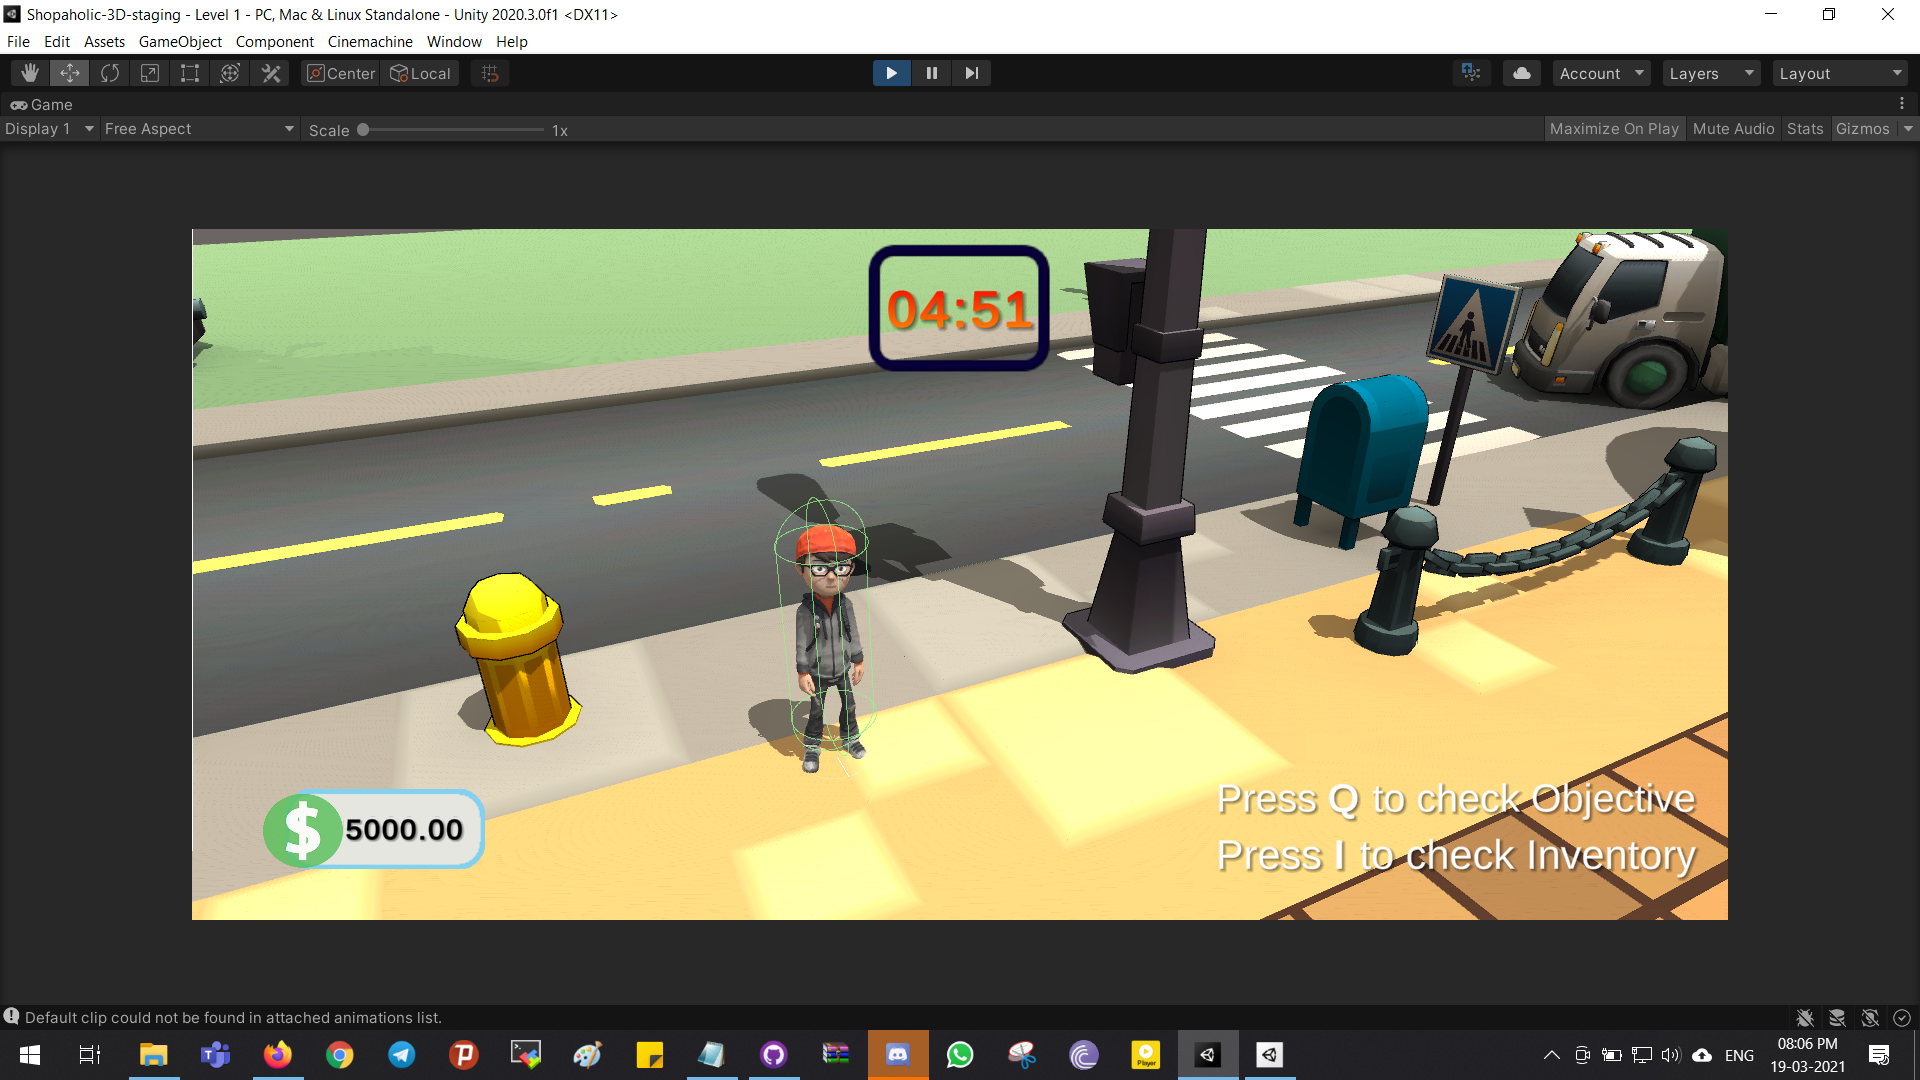 Shopaholic-3D-staging - Level 1 - PC, Mac & Linux Standalone - Unity 2020.3.0f1 <DX11>
File Edit Assets GameObject Component Cinemachine Window Help
Center Local Account Layers Layout
Game
Display 1 Free Aspect Scale 1x Maximize On Play Mute Audio Stats Gizmos
04:51
$ 5000.00
Press Q to check Objective
Press I to check Inventory
Default clip could not be found in attached animations list.
Player
ENG
08:06 PM
19-03-2021